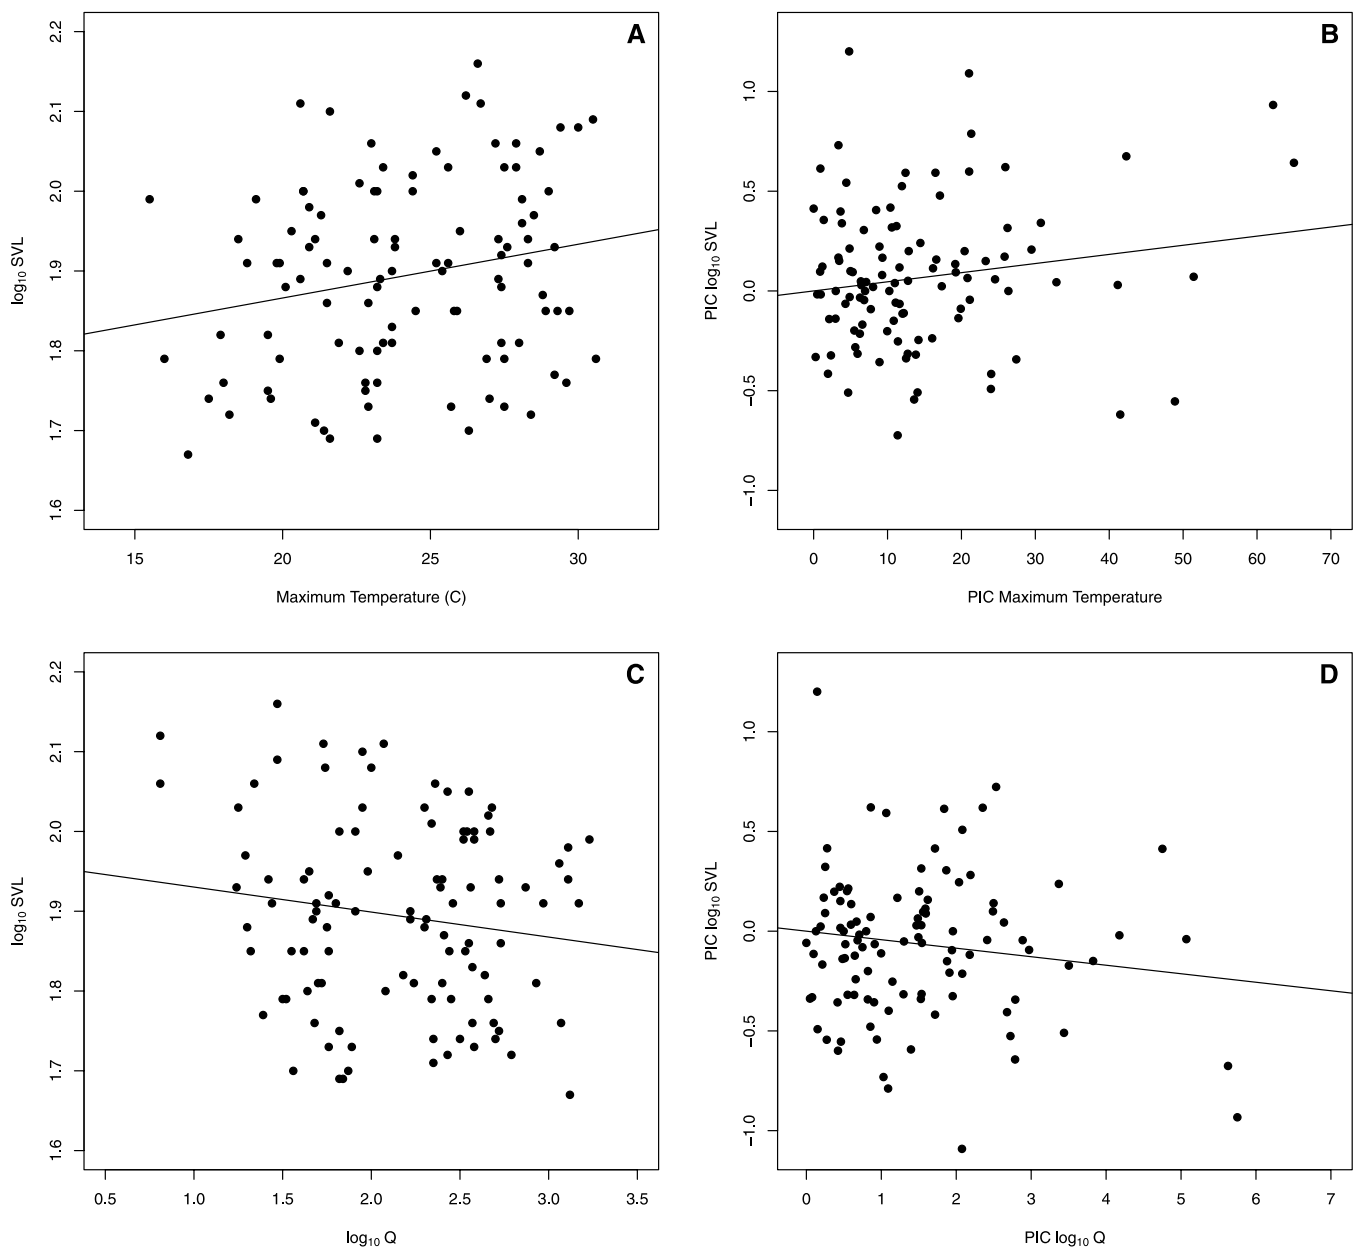 A
log₁₀ SVL
2.2
2.1
2.0
1.9
1.8
1.7
1.6
15 20 25 30
Maximum Temperature (C)
B
PIC log₁₀ SVL
1.0
0.5
0.0
−0.5
−1.0
0 10 20 30 40 50 60 70
PIC Maximum Temperature
C
log₁₀ SVL
2.2
2.1
2.0
1.9
1.8
1.7
1.6
0.5 1.0 1.5 2.0 2.5 3.0 3.5
log₁₀ Q
D
PIC log₁₀ SVL
1.0
0.5
0.0
−0.5
−1.0
0 1 2 3 4 5 6 7
PIC log₁₀ Q